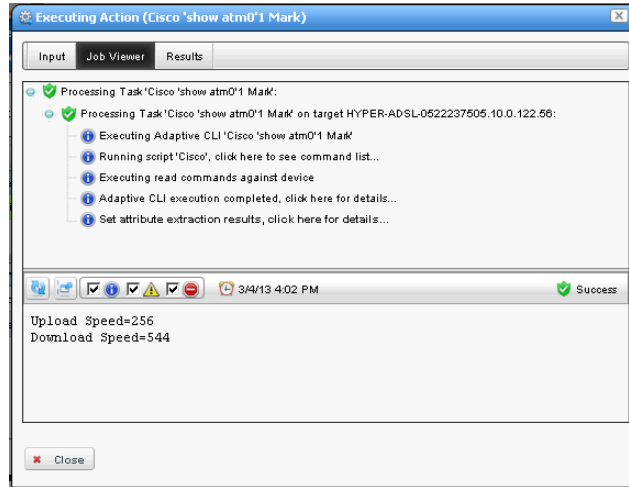 Executing Action (Cisco 'show atm0'1 Mark)
Input Job Viewer Results
Processing Task 'Cisco 'show atm0'1 Mark':
Processing Task 'Cisco 'show atm0'1 Mark' on target HYPER-ADSL-0522237505.10.0.122.56:
Executing Adaptive CLI 'Cisco 'show atm0'1 Mark'
Running script 'Cisco', click here to see command list...
Executing read commands against device
Adaptive CLI execution completed, click here for details...
Set attribute extraction results, click here for details...
3/4/13 4:02 PM Success
Upload Speed=256
Download Speed=544
Close